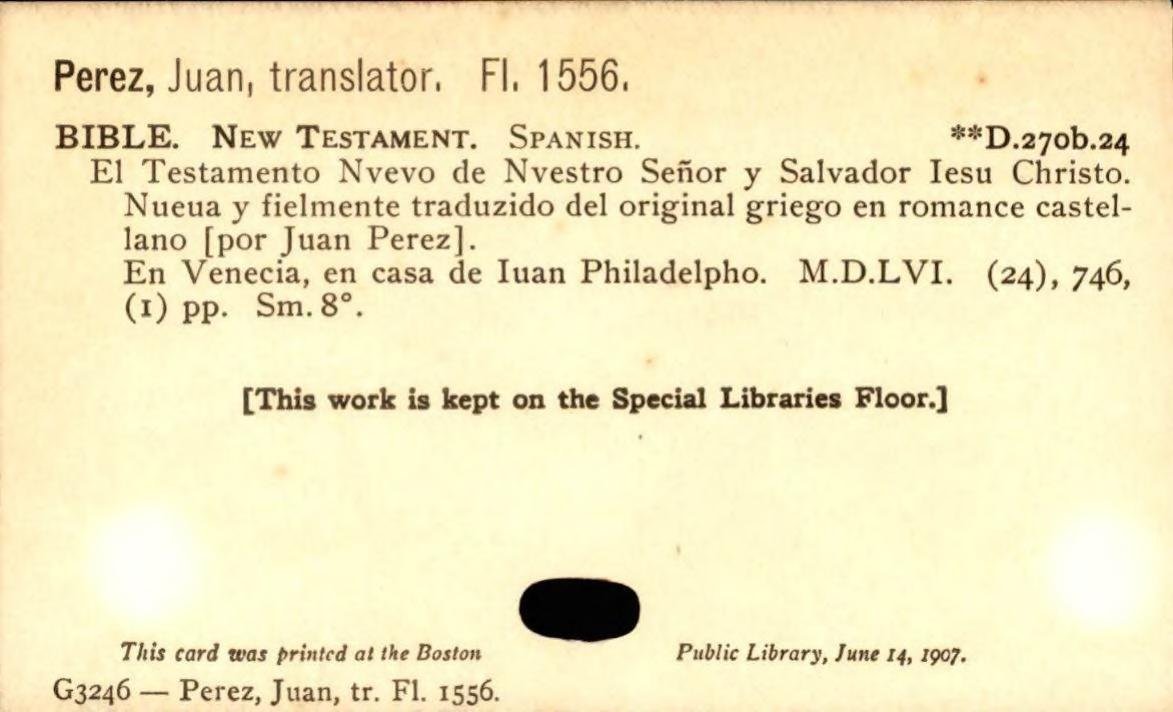 Perez, Juan, translator. Fl. 1556.
BIBLE. NEW TESTAMENT. SPANISH. **D.270b.24
El Testamento Nvevo de Nvestro Señor y Salvador Iesu Christo.
Nueua y fielmente traduzido del original griego en romance castel-
lano [por Juan Perez].
En Venecia, en casa de Iuan Philadelpho. M.D.LVI. (24), 746,
(1) pp. Sm. 8°.
[This work is kept on the Special Libraries Floor.]
This card was printed at the Boston Public Library, June 14, 1907.
G3246 — Perez, Juan, tr. Fl. 1556.